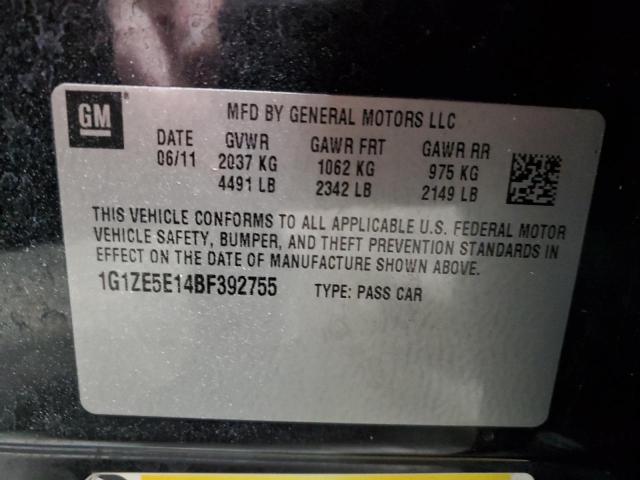 GM
MFD BY GENERAL MOTORS LLC
DATE GVWR GAWR FRT GAWR RR
06/11 2037 KG 1062 KG 975 KG
4491 LB 2342 LB 2149 LB
THIS VEHICLE CONFORMS TO ALL APPLICABLE U.S. FEDERAL MOTOR
VEHICLE SAFETY, BUMPER, AND THEFT PREVENTION STANDARDS IN
EFFECT ON THE DATE OF MANUFACTURE SHOWN ABOVE.
1G1ZE5E14BF392755 TYPE: PASS CAR